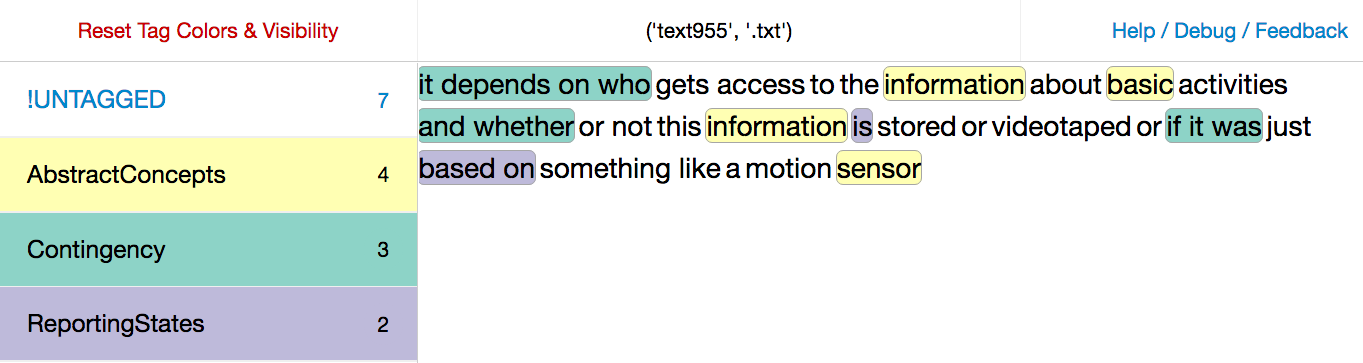 Reset Tag Colors & Visibility
('text955', '.txt')
Help / Debug / Feedback
!UNTAGGED 7
AbstractConcepts 4
Contingency 3
ReportingStates 2
it depends on who gets access to the information about basic activities
and whether or not this information is stored or videotaped or if it was just
based on something like a motion sensor